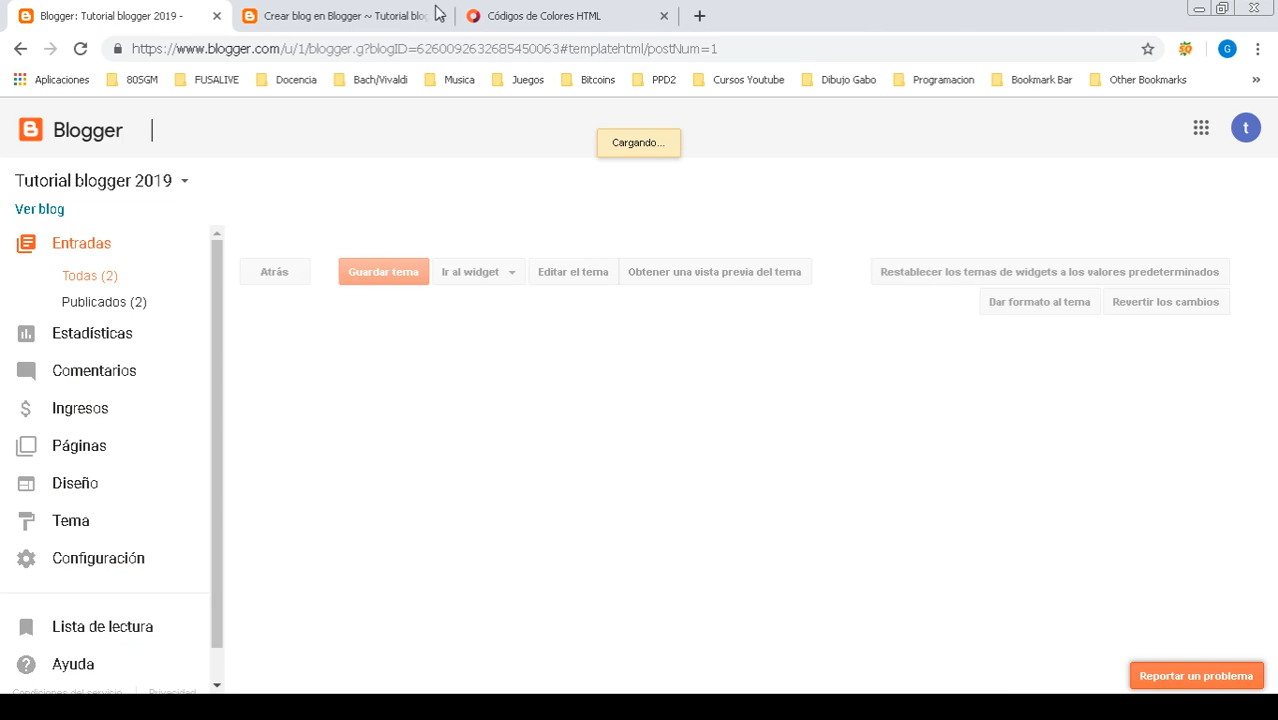 Blogger: Tutorial blogger 2019 -
Crear blog en Blogger ~ Tutorial blog
Códigos de Colores HTML
https://www.blogger.com/u/1/blogger.g?blogID=6260092632685450063#templatehtml/postNum=1
G
Aplicaciones
80SGM
FUSALIVE
Docencia
Bach/Vivaldi
Musica
Juegos
Bitcoins
PPD2
Cursos Youtube
Dibujo Gabo
Programacion
Bookmark Bar
Other Bookmarks
»
Blogger
Cargando...
t
Tutorial blogger 2019
Ver blog
Entradas
Todas (2)
Publicados (2)
Estadísticas
Comentarios
Ingresos
Páginas
Diseño
Tema
Configuración
Lista de lectura
Ayuda
Condiciones del servicio Privacidad
Atrás
Guardar tema
Ir al widget
Editar el tema
Obtener una vista previa del tema
Restablecer los temas de widgets a los valores predeterminados
Dar formato al tema
Revertir los cambios
Reportar un problema